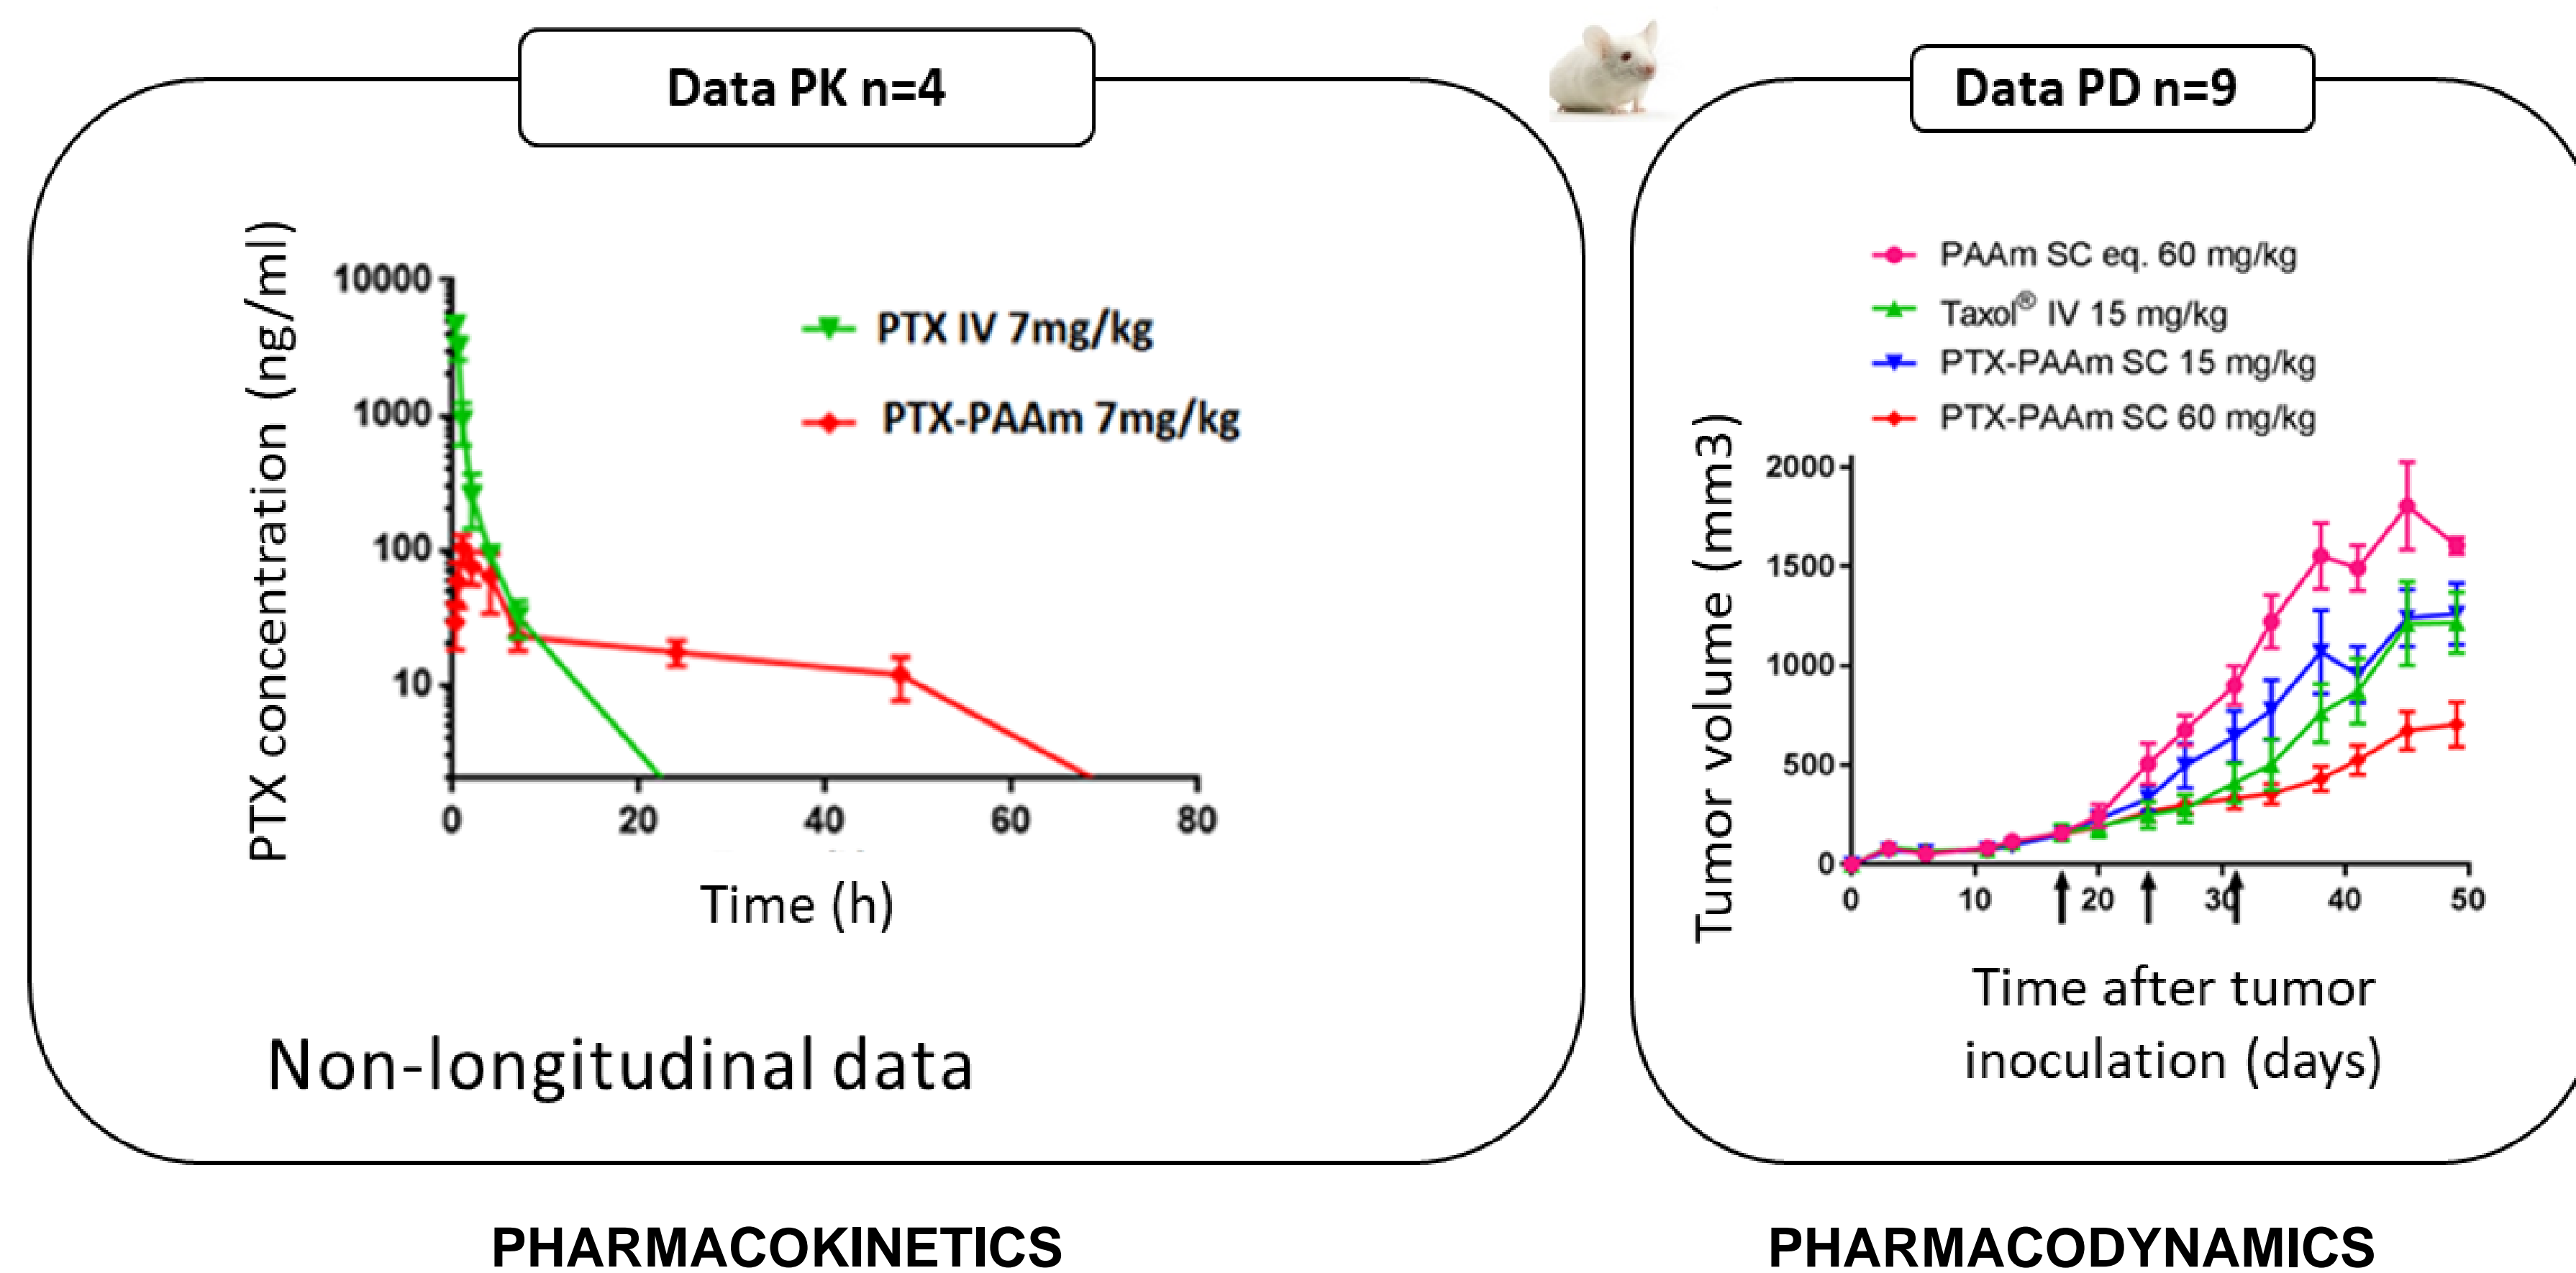 Data PK n=4
PTX concentration (ng/ml)
10000
1000
100
10
PTX IV 7mg/kg
PTX-PAAm 7mg/kg
0 20 40 60 80
Time (h)
Non-longitudinal data
PHARMACOKINETICS
Data PD n=9
PAAm SC eq. 60 mg/kg
Taxol® IV 15 mg/kg
PTX-PAAm SC 15 mg/kg
PTX-PAAm SC 60 mg/kg
Tumor volume (mm3)
2000
1500
1000
500
0
0 10 20 30 40 50
Time after tumor
inoculation (days)
PHARMACODYNAMICS